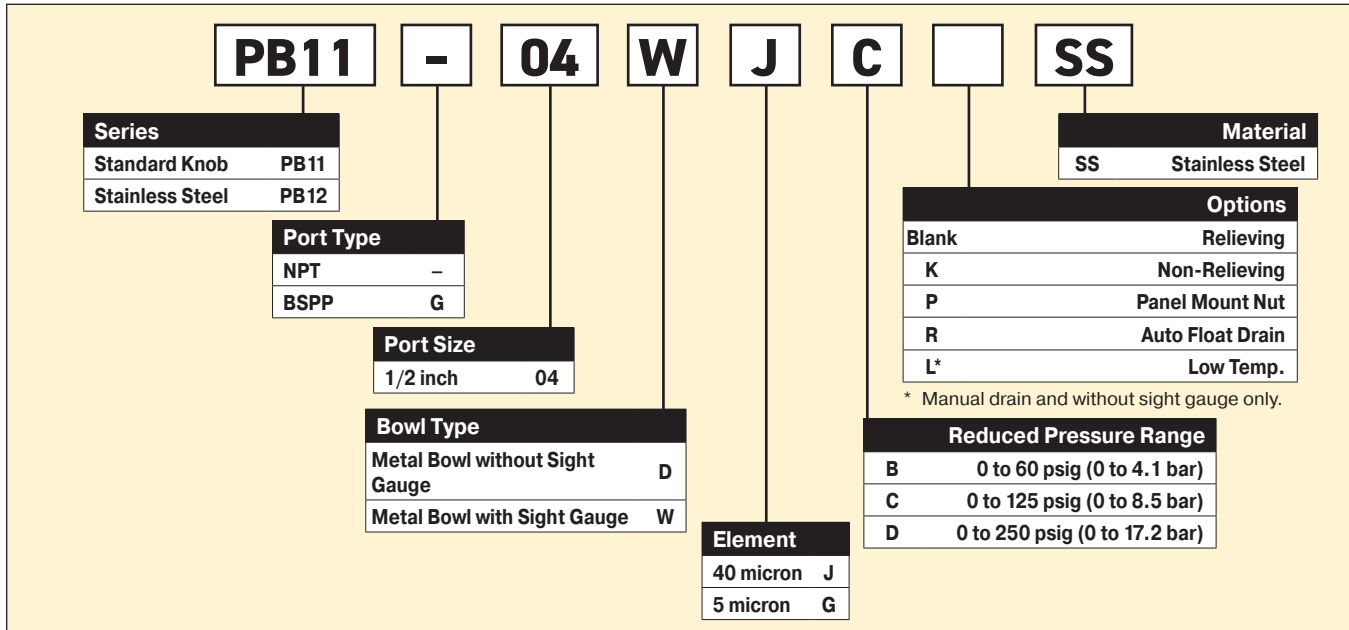 PB11 – 04 W J C SS
Series
Standard Knob PB11
Stainless Steel PB12
Port Type
NPT –
BSPP G
Port Size
1/2 inch 04
Bowl Type
Metal Bowl without Sight
Gauge D
Metal Bowl with Sight Gauge W
Element
40 micron J
5 micron G
Reduced Pressure Range
B 0 to 60 psig (0 to 4.1 bar)
C 0 to 125 psig (0 to 8.5 bar)
D 0 to 250 psig (0 to 17.2 bar)
Options
Blank Relieving
K Non-Relieving
P Panel Mount Nut
R Auto Float Drain
L* Low Temp.
* Manual drain and without sight gauge only.
Material
SS Stainless Steel